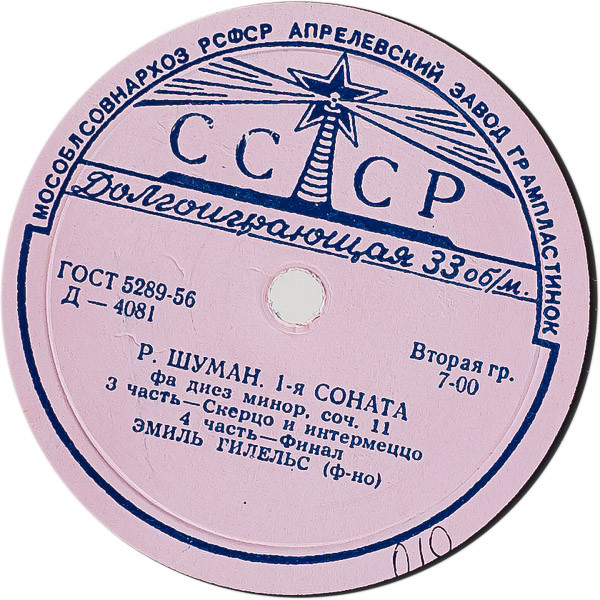 МОСОБЛСОВНАРХОЗ РСФСР АПРЕЛЕВСКИЙ ЗАВОД ГРАМПЛАСТИНОК
СССР
Долгоиграющая 33 об/м.
ГОСТ 5289-56
Д — 4081
Вторая гр.
7-00
Р. ШУМАН. 1-я СОНАТА
фа диез минор, соч. 11
3 часть—Скерцо и интермеццо
4 часть—Финал
ЭМИЛЬ ГИЛЕЛЬС (ф-но)
010